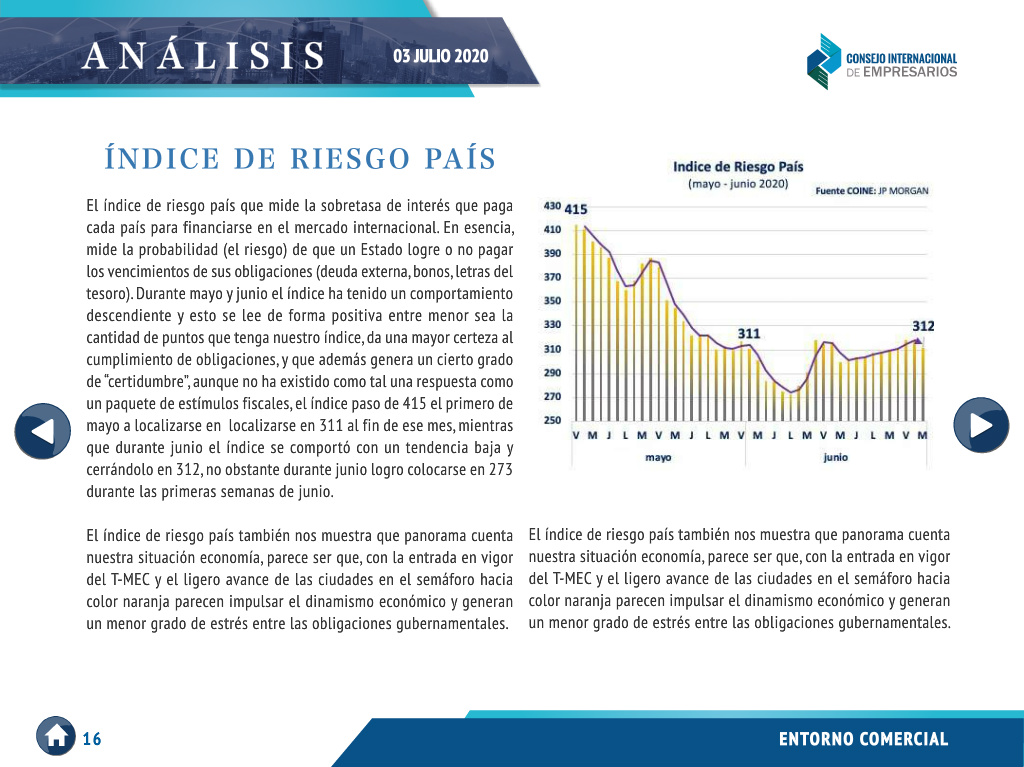 ANÁLISIS
03 JULIO 2020
CONSEJO INTERNACIONAL
DE EMPRESARIOS
ÍNDICE DE RIESGO PAÍS
El índice de riesgo país que mide la sobretasa de interés que paga
cada país para financiarse en el mercado internacional. En esencia,
mide la probabilidad (el riesgo) de que un Estado logre o no pagar
los vencimientos de sus obligaciones (deuda externa, bonos, letras del
tesoro). Durante mayo y junio el índice ha tenido un comportamiento
descendiente y esto se lee de forma positiva entre menor sea la
cantidad de puntos que tenga nuestro índice, da una mayor certeza al
cumplimiento de obligaciones, y que además genera un cierto grado
de “certidumbre”, aunque no ha existido como tal una respuesta como
un paquete de estímulos fiscales, el índice paso de 415 el primero de
mayo a localizarse en  localizarse en 311 al fin de ese mes, mientras
que durante junio el índice se comportó con un tendencia baja y
cerrándolo en 312, no obstante durante junio logro colocarse en 273
durante las primeras semanas de junio.
El índice de riesgo país también nos muestra que panorama cuenta
nuestra situación economía, parece ser que, con la entrada en vigor
del T-MEC y el ligero avance de las ciudades en el semáforo hacia
color naranja parecen impulsar el dinamismo económico y generan
un menor grado de estrés entre las obligaciones gubernamentales.
Indice de Riesgo País
(mayo - junio 2020)
Fuente COINE: JP MORGAN
430
415
410
390
370
350
330
311
312
310
290
270
250
V M J L M V M J L M V M J L M V M J L M V M
mayo junio
El índice de riesgo país también nos muestra que panorama cuenta
nuestra situación economía, parece ser que, con la entrada en vigor
del T-MEC y el ligero avance de las ciudades en el semáforo hacia
color naranja parecen impulsar el dinamismo económico y generan
un menor grado de estrés entre las obligaciones gubernamentales.
16
ENTORNO COMERCIAL